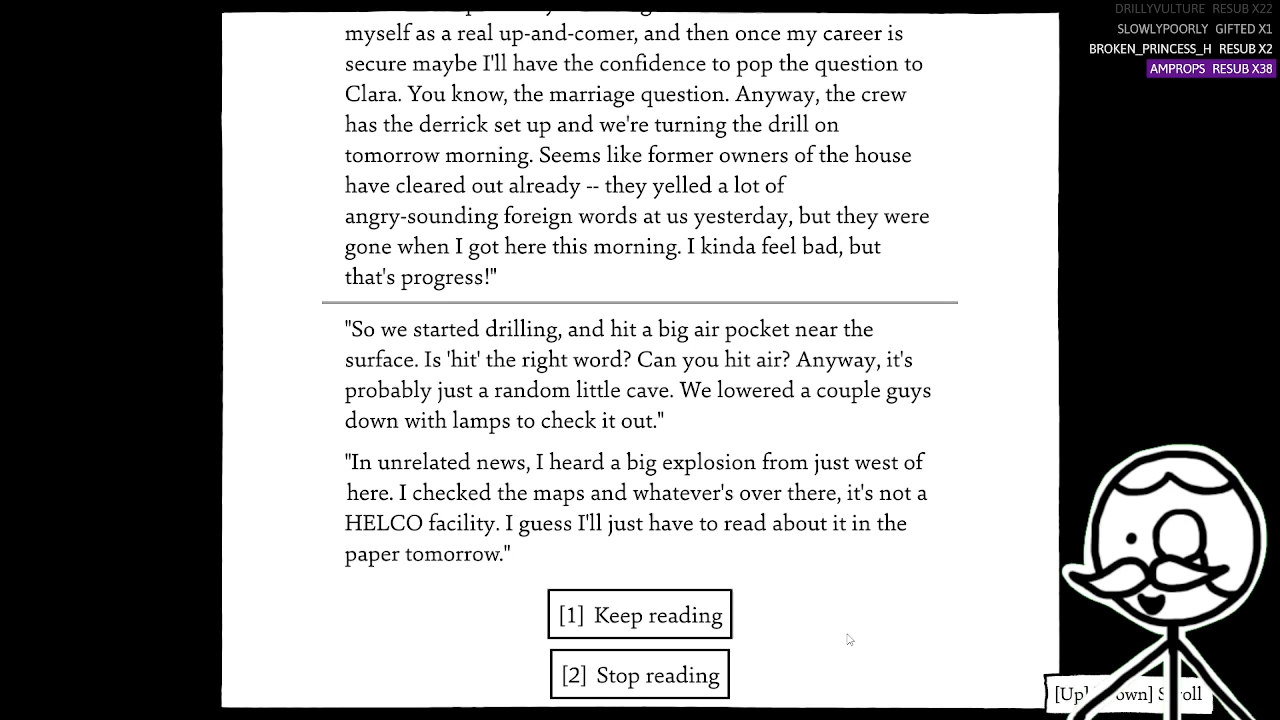 DRILLYVULTURE RESUB X22
SLOWLYPOORLY GIFTED X1
BROKEN_PRINCESS_H RESUB X2
AMPROPS RESUB X38
myself as a real up-and-comer, and then once my career is
secure maybe I'll have the confidence to pop the question to
Clara. You know, the marriage question. Anyway, the crew
has the derrick set up and we're turning the drill on
tomorrow morning. Seems like former owners of the house
have cleared out already -- they yelled a lot of
angry-sounding foreign words at us yesterday, but they were
gone when I got here this morning. I kinda feel bad, but
that's progress!"
"So we started drilling, and hit a big air pocket near the
surface. Is 'hit' the right word? Can you hit air? Anyway, it's
probably just a random little cave. We lowered a couple guys
down with lamps to check it out."
"In unrelated news, I heard a big explosion from just west of
here. I checked the maps and whatever's over there, it's not a
HELCO facility. I guess I'll just have to read about it in the
paper tomorrow."
[1] Keep reading
[2] Stop reading